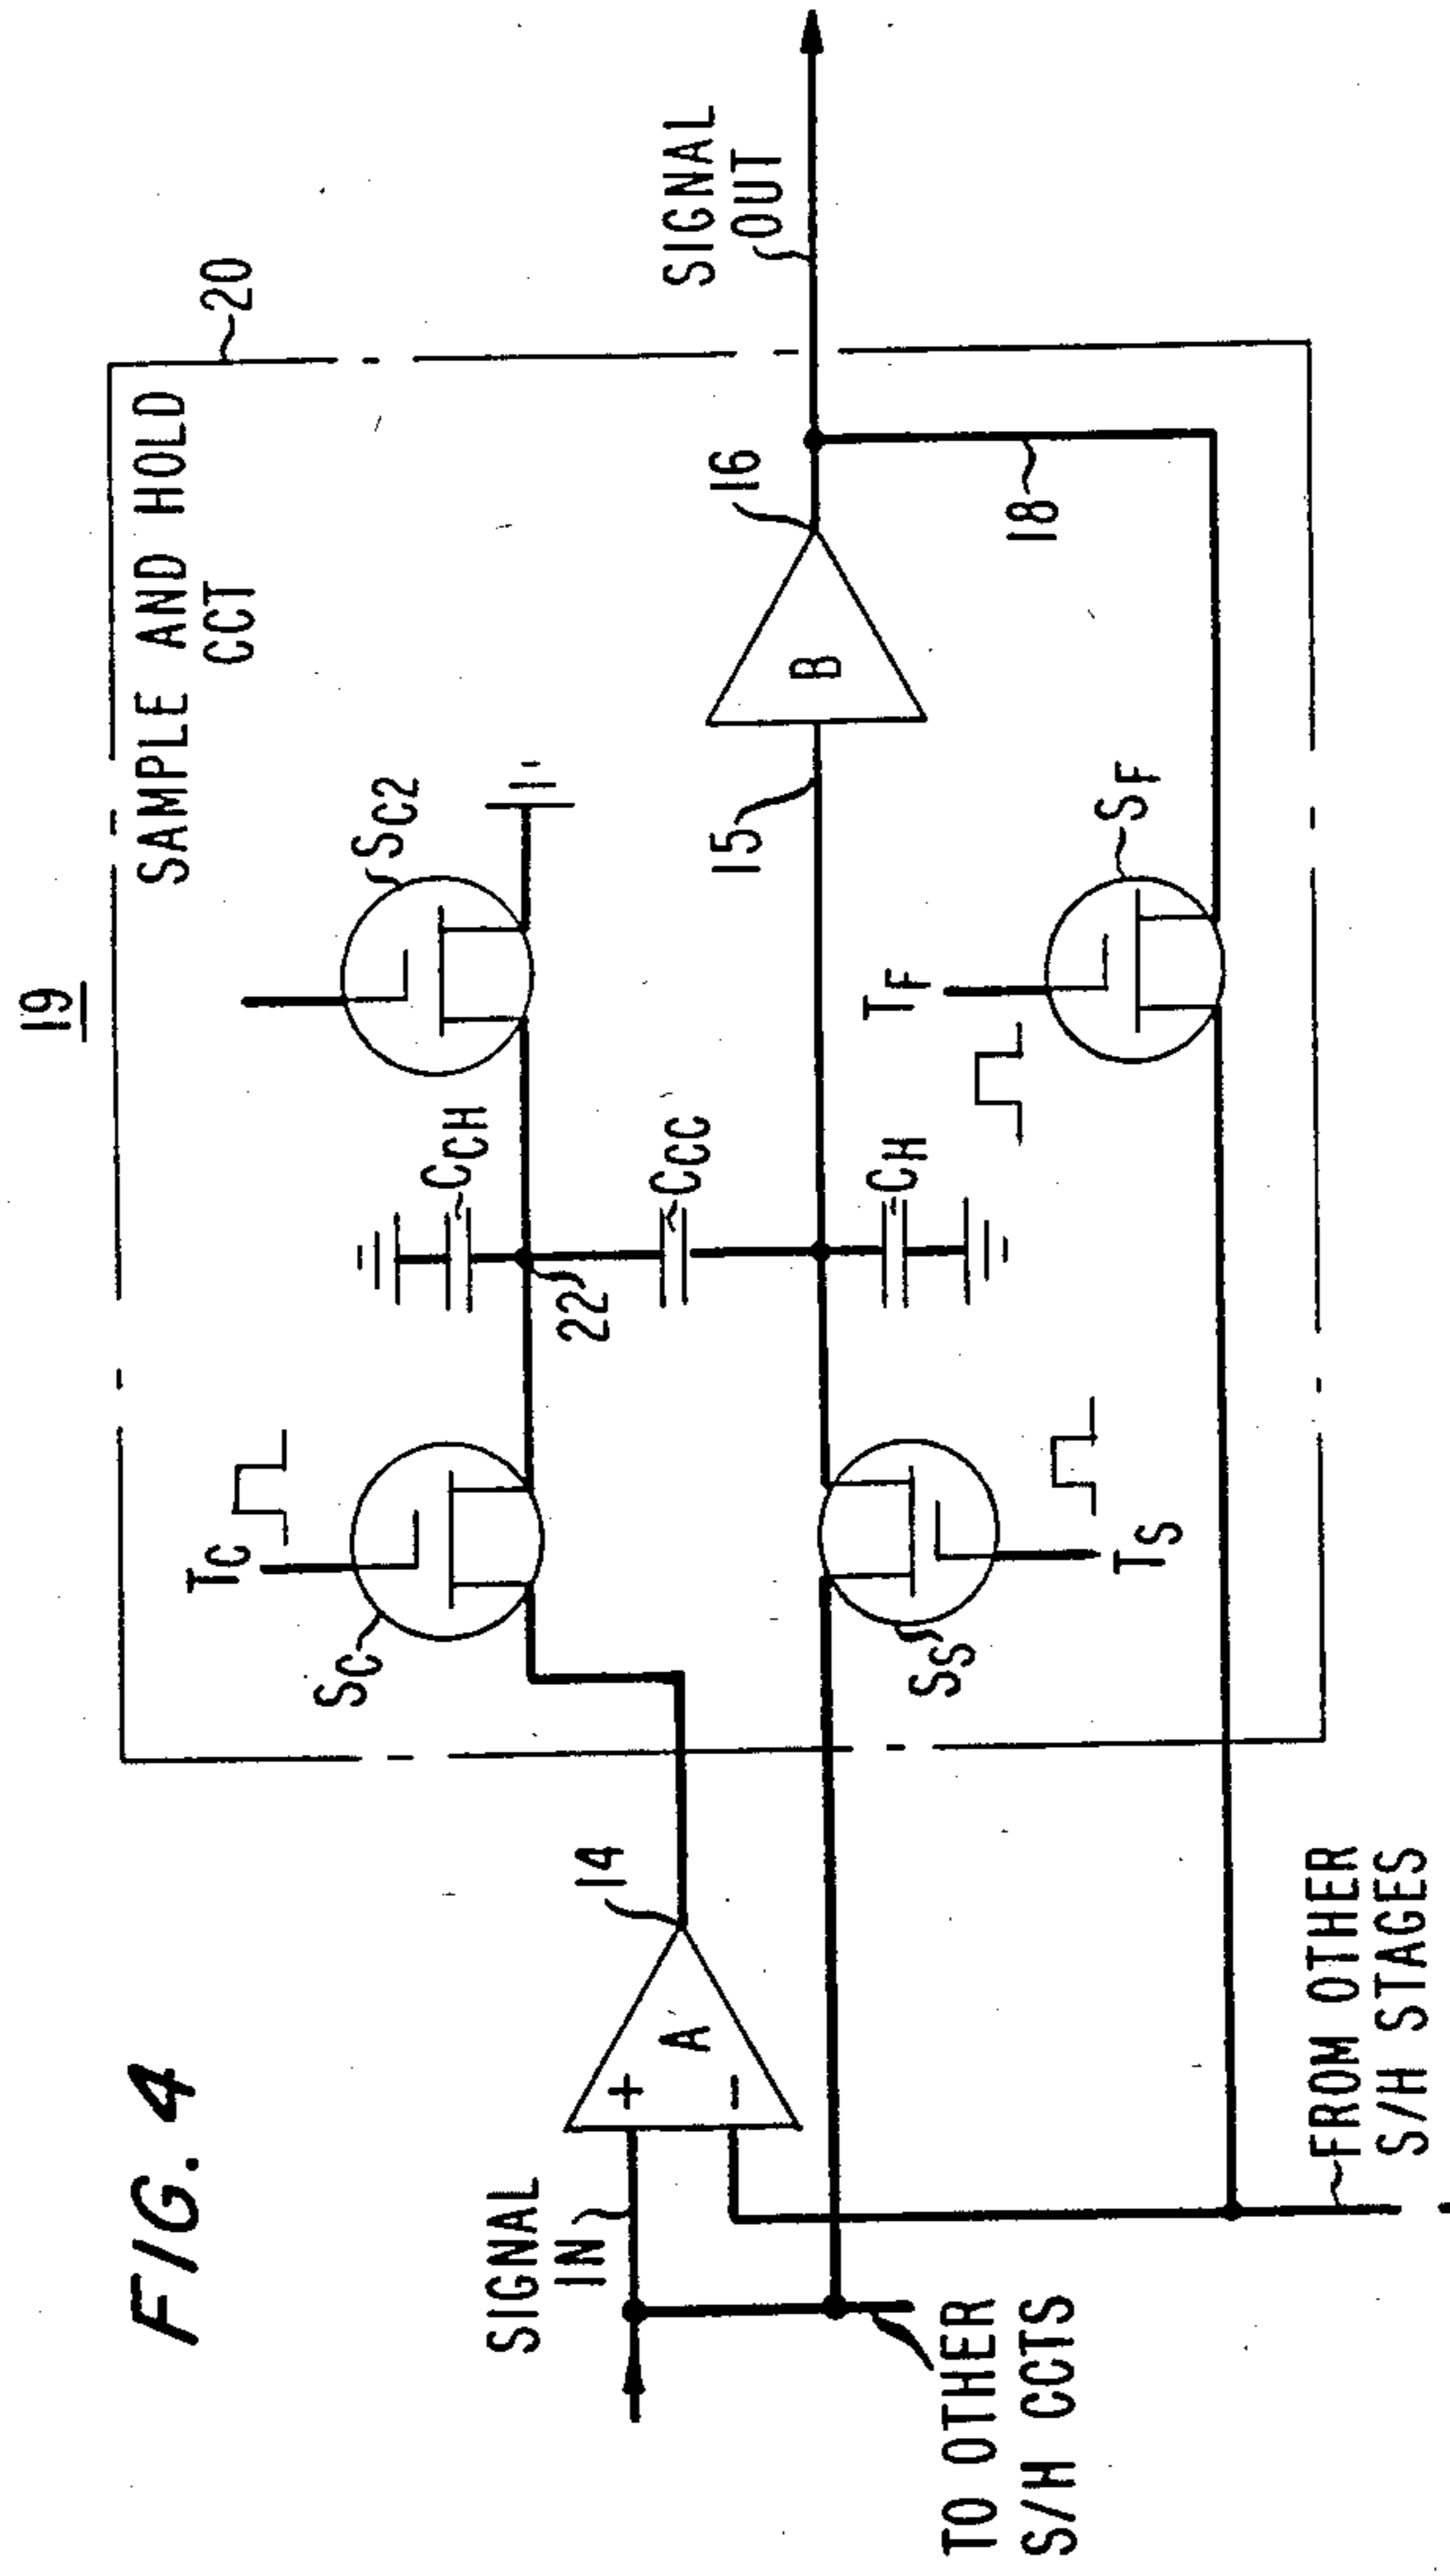 FIG. 4
19
SAMPLE AND HOLD
CCT
20
TC
SC
SC2
CCH
22
CCC
CH
14
A
+
-
SIGNAL
IN
15
B
16
SIGNAL
OUT
18
TF
SF
SS
TS
TO OTHER
S/H CCTS
FROM OTHER
S/H STAGES